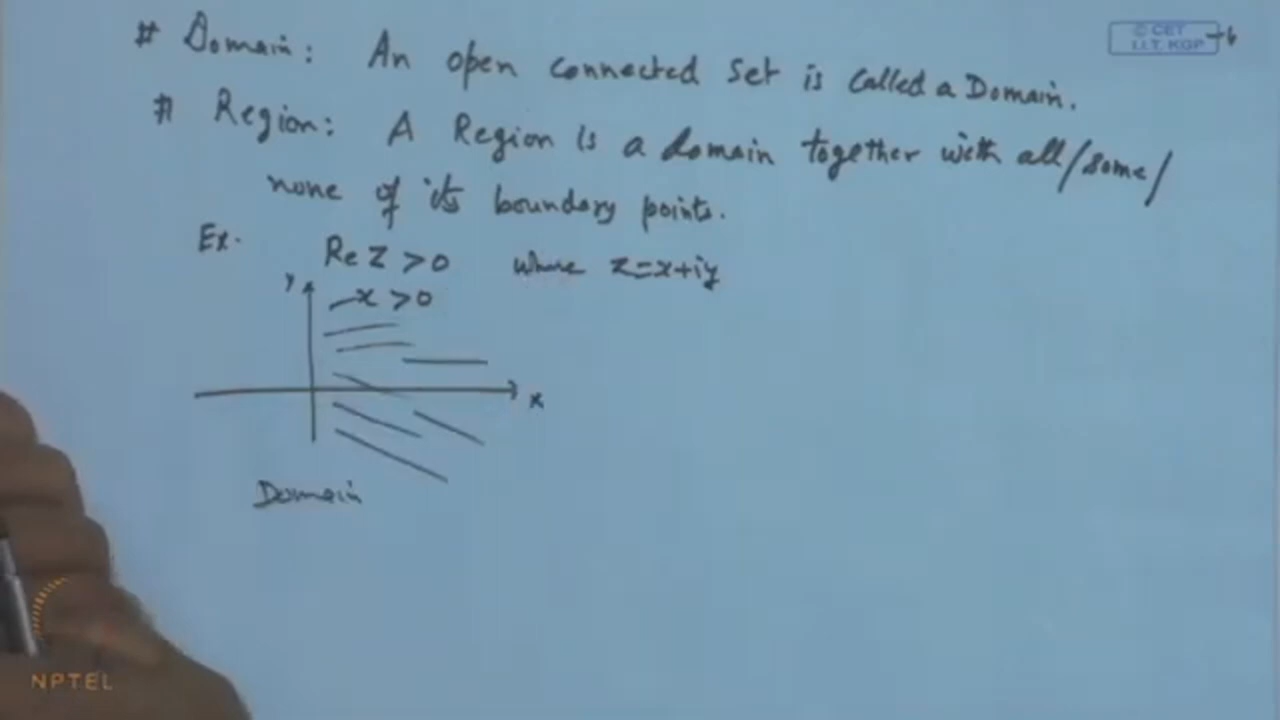 # Domain: An open connected set is called a Domain.
# Region: A Region is a domain together with all/some/
none of its boundary points.
Ex. Re Z > 0 where z=x+iy
y x > 0
x
Domain
© CET
I.I.T. KGP
NPTEL